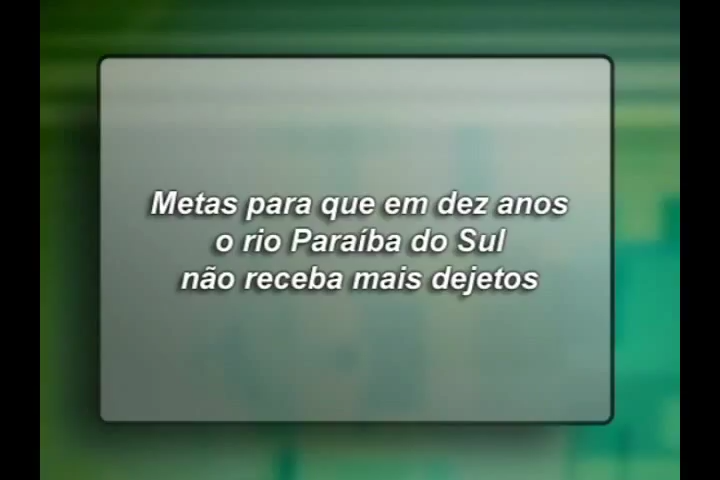 Metas para que em dez anos
o rio Paraíba do Sul
não receba mais dejetos